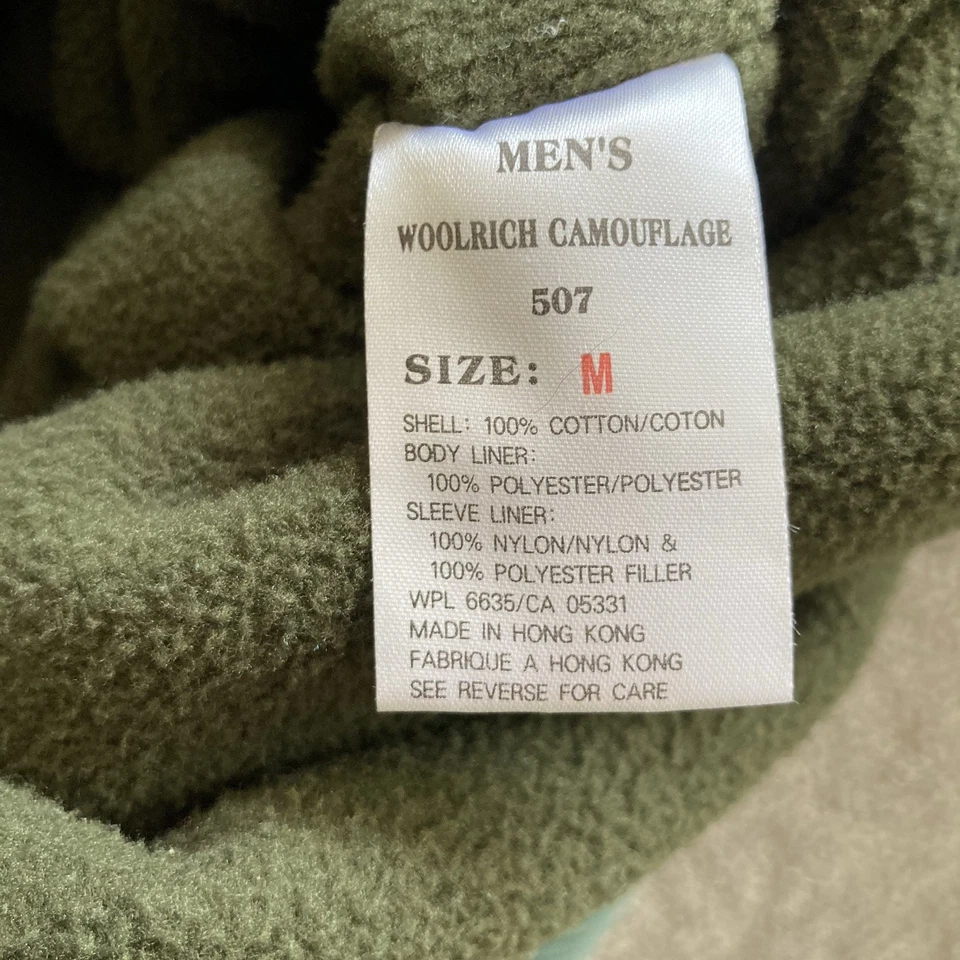 MEN'S
WOOLRICH CAMOUFLAGE
507
SIZE: M
SHELL: 100% COTTON/COTON
BODY LINER:
100% POLYESTER/POLYESTER
SLEEVE LINER:
100% NYLON/NYLON &
100% POLYESTER FILLER
WPL 6635/CA 05331
MADE IN HONG KONG
FABRIQUE A HONG KONG
SEE REVERSE FOR CARE